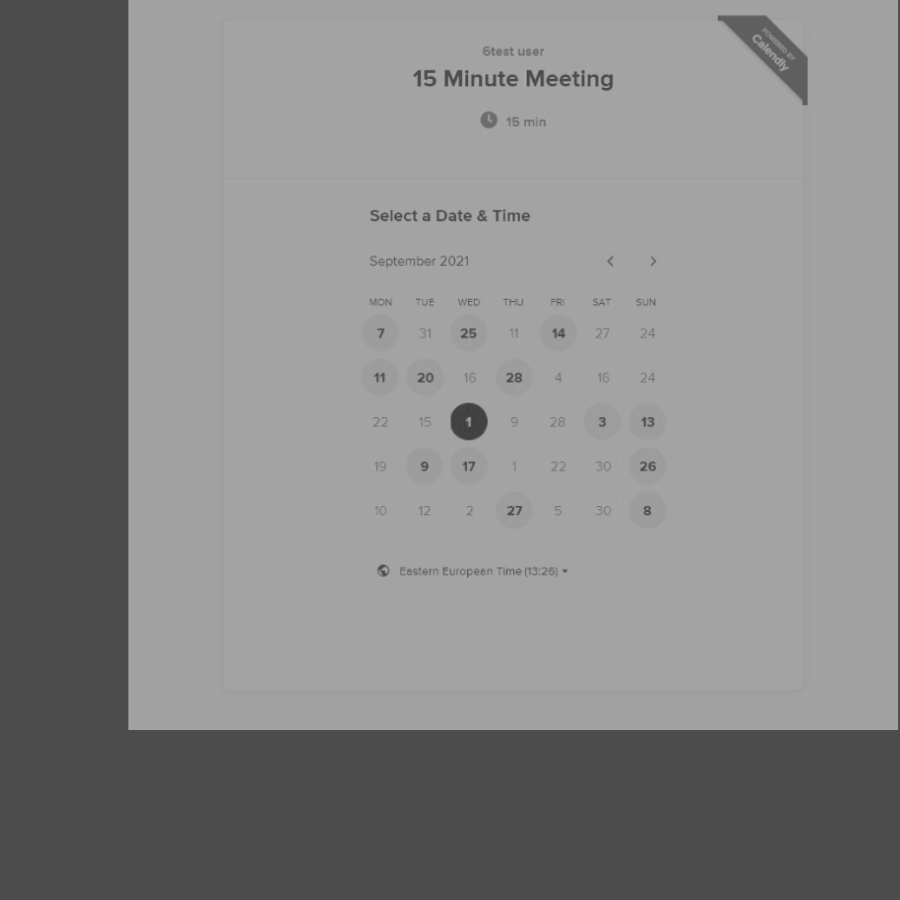 POWERED BY
Calendly
6test user
15 Minute Meeting
15 min
Select a Date & Time
September 2021
MON TUE WED THU FRI SAT SUN
7 31 25 11 14 27 24
11 20 16 28 4 16 24
22 15 1 9 28 3 13
19 9 17 1 22 30 26
10 12 2 27 5 30 8
Eastern European Time (13:26)